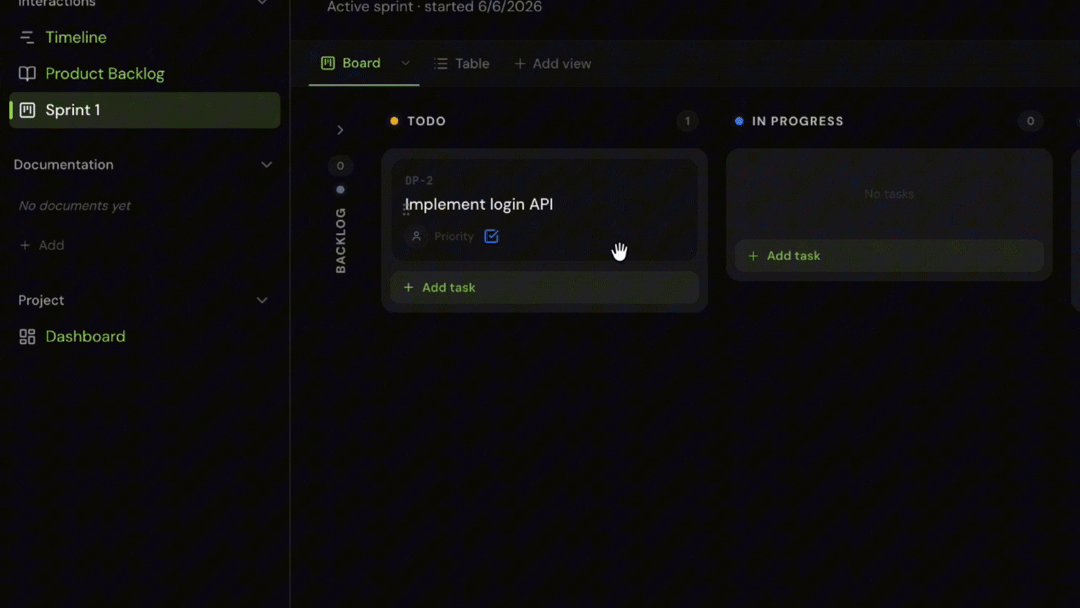 Interactions
Timeline
Product Backlog
Sprint 1
Documentation
No documents yet
+ Add
Project
Dashboard
Active sprint · started 6/6/2026
Board
Table
+ Add view
0
BACKLOG
TODO
1
DP-2
Implement login API
Priority
+ Add task
IN PROGRESS
0
No tasks
+ Add task